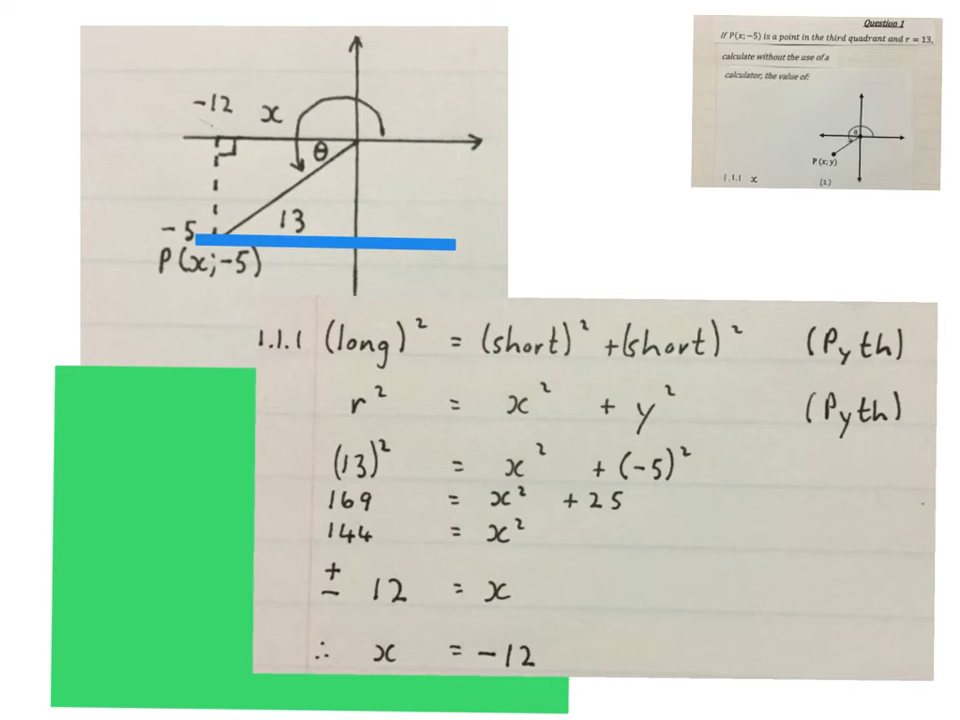 -12 x
θ
13
-5
P(x;-5)
Question 1
If P(x; -5) is a point in the third quadrant and r = 13,
calculate without the use of a
calculator, the value of:
θ
P (x; y)
1.1.1 x (2)
1.1.1 (long)² = (short)² + (short)² (Pyth)
r² = x² + y² (Pyth)
(13)² = x² + (-5)²
169 = x² + 25
144 = x²
± 12 = x
∴ x = -12